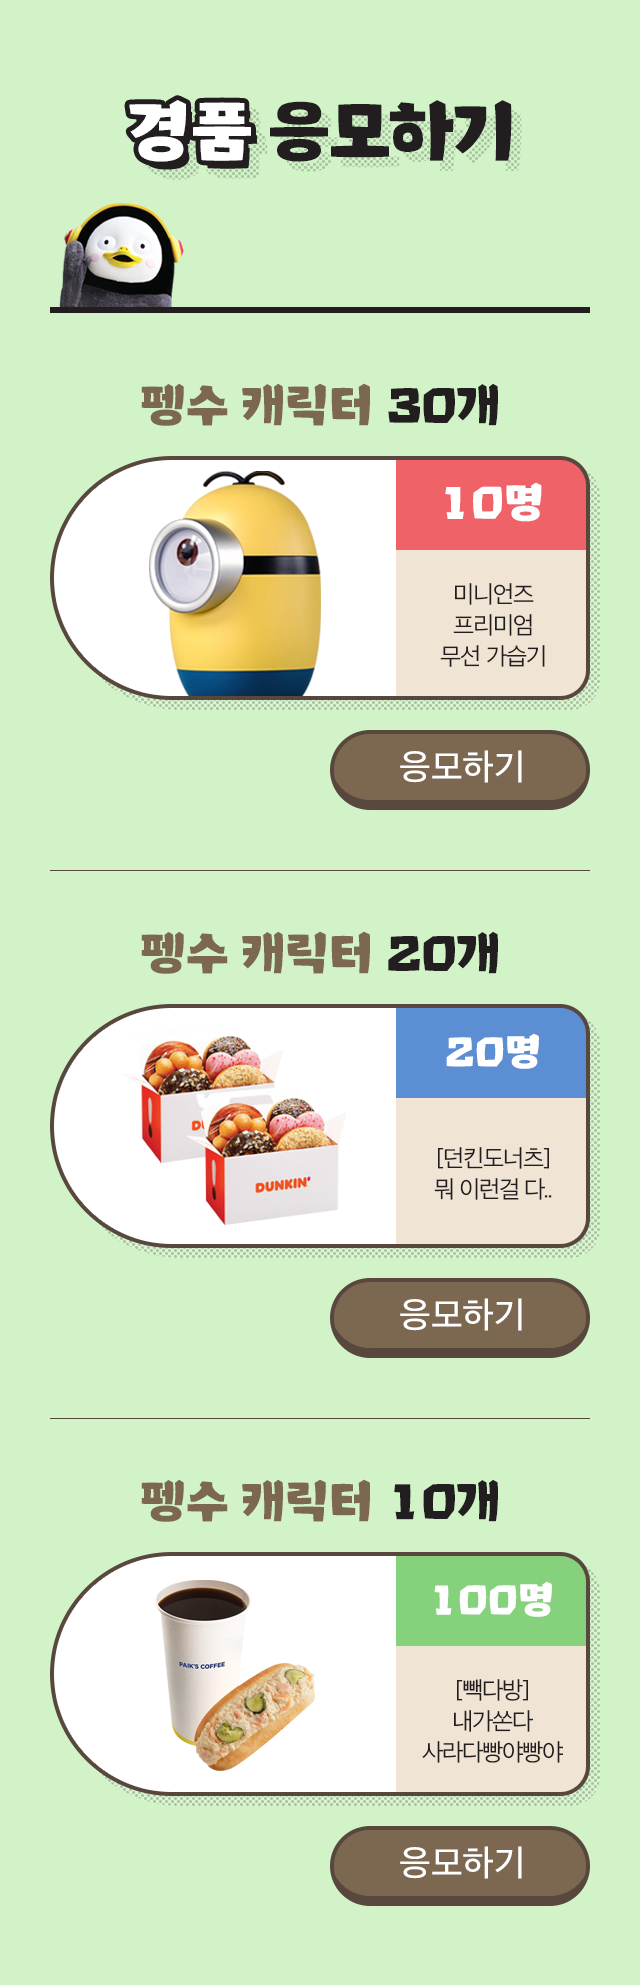 경품 응모하기
펭수 캐릭터 30개
10명
미니언즈
프리미엄
무선 가습기
응모하기
펭수 캐릭터 20개
20명
DUNKIN'
[던킨도너츠]
뭐 이런걸 다..
응모하기
펭수 캐릭터 10개
100명
PAIK'S COFFEE
[빽다방]
내가쏜다
사라다빵야빵야
응모하기